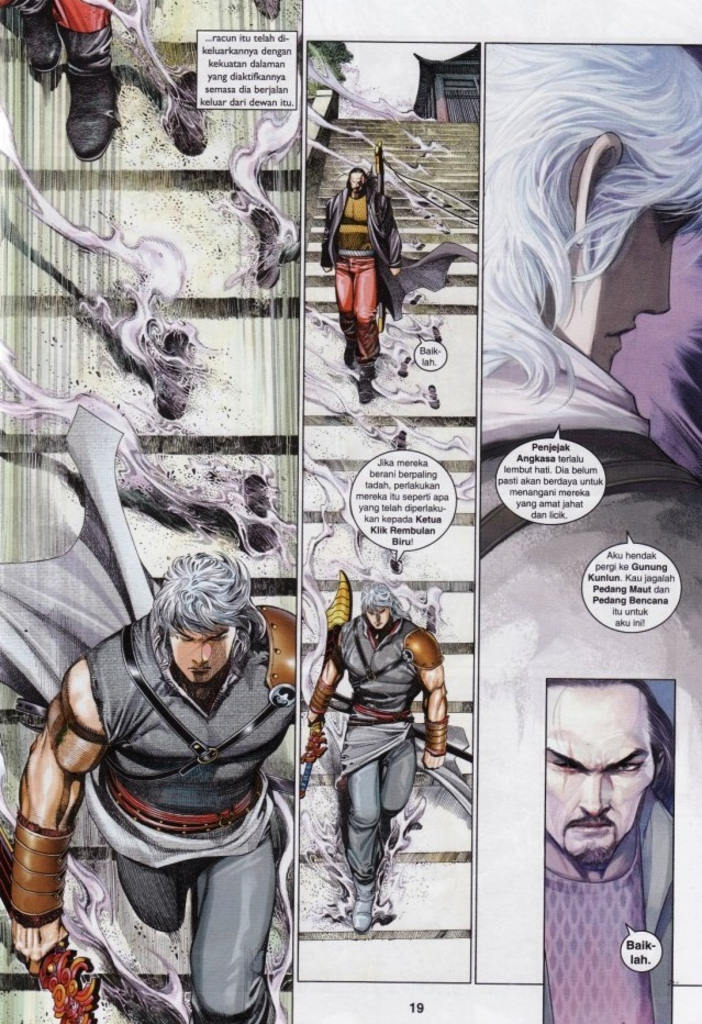 ...racun itu telah di-
keluarkannya dengan
kekuatan dalaman
yang diaktifkannya
semasa dia berjalan
keluar dari dewan itu.
Baik-
lah.
Jika mereka
berani berpaling
tadah, perlakukan
mereka itu seperti apa
yang telah diperlaku-
kan kepada Ketua
Klik Rembulan
Biru!
Penjejak
Angkasa terlalu
lembut hati. Dia belum
pasti akan berdaya untuk
menangani mereka
yang amat jahat
dan licik.
Aku hendak
pergi ke Gunung
Kunlun. Kau jagalah
Pedang Maut dan
Pedang Bencana
itu untuk
aku ini!
Baik-
lah.
19